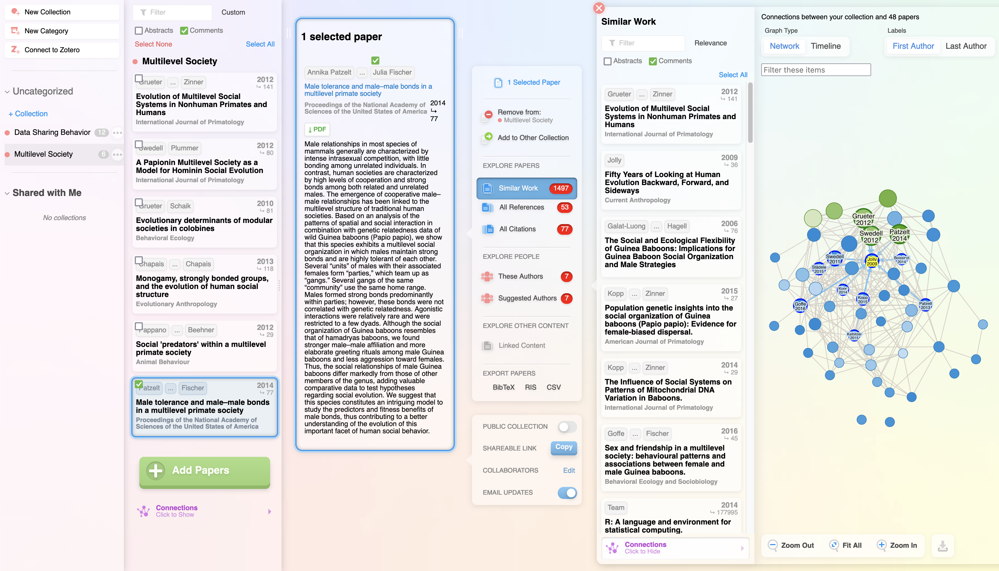 New Collection
New Category
Connect to Zotero
Uncategorized
+ Collection
Data Sharing Behavior 12
Multilevel Society 6
Shared with Me
No collections
Filter
Custom
Abstracts
Comments
Select None
Select All
Multilevel Society
Grueter ... Zinner 2012
141
Evolution of Multilevel Social
Systems in Nonhuman Primates and
Humans
International Journal of Primatology
Swedell Plummer 2012
80
A Papionin Multilevel Society as a
Model for Hominin Social Evolution
International Journal of Primatology
Grueter Schaik 2010
81
Evolutionary determinants of modular
societies in colobines
Behavioral Ecology
Chapais ... Chapais 2013
118
Monogamy, strongly bonded groups,
and the evolution of human social
structure
Evolutionary Anthropology
Pappano ... Beehner 2012
29
Social 'predators' within a multilevel
primate society
Animal Behaviour
Patzelt ... Fischer 2014
77
Male tolerance and male–male bonds
in a multilevel primate society
Proceedings of the National Academy of
Sciences of the United States of America
Add Papers
Connections
Click to Show
1 selected paper
Annika Patzelt ... Julia Fischer
Male tolerance and male–male bonds in a
multilevel primate society
Proceedings of the National Academy of
Sciences of the United States of America
2014
77
PDF
Male relationships in most species of
mammals generally are characterized by
intense intrasexual competition, with little
bonding among unrelated individuals. In
contrast, human societies are characterized
by high levels of cooperation and strong
bonds among both related and unrelated
males. The emergence of cooperative male–
male relationships has been linked to the
multilevel structure of traditional human
societies. Based on an analysis of the
patterns of spatial and social interaction in
combination with genetic relatedness data of
wild Guinea baboons (Papio papio), we show
that this species exhibits a multilevel social
organization in which males maintain strong
bonds and are highly tolerant of each other.
Several “units” of males with their associated
females form “parties,” which team up as
“gangs.” Several gangs of the same
“community” use the same home range.
Males formed strong bonds predominantly
within parties; however, these bonds were not
correlated with genetic relatedness. Agonistic
interactions were relatively rare and were
restricted to a few dyads. Although the social
organization of Guinea baboons resembles
that of hamadryas baboons, we found
stronger male–male affiliation and more
elaborate greeting rituals among male Guinea
baboons and less aggression toward females.
Thus, the social relationships of male Guinea
baboons differ markedly from those of other
members of the genus, adding valuable
comparative data to test hypotheses
regarding social evolution. We suggest that
this species constitutes an intriguing model to
study the predictors and fitness benefits of
male bonds, thus contributing to a better
understanding of the evolution of this
important facet of human social behavior.
1 Selected Paper
Remove from:
Multilevel Society
Add to Other Collection
EXPLORE PAPERS
Similar Work 1497
All References 53
All Citations 77
EXPLORE PEOPLE
These Authors 7
Suggested Authors 7
EXPLORE OTHER CONTENT
Linked Content
EXPORT PAPERS
BibTeX RIS CSV
PUBLIC COLLECTION
SHAREABLE LINK Copy
COLLABORATORS Edit
EMAIL UPDATES
Similar Work
Filter
Relevance
Abstracts
Comments
Select All
Grueter ... Zinner 2012
141
Evolution of Multilevel Social
Systems in Nonhuman Primates and
Humans
International Journal of Primatology
Jolly 2009
36
Fifty Years of Looking at Human
Evolution Backward, Forward, and
Sideways
Current Anthropology
Galat-Luong ... Hagell 2006
76
The Social and Ecological Flexibility
of Guinea Baboons: Implications for
Guinea Baboon Social Organization
and Male Strategies
Kopp ... Zinner 2015
27
Population genetic insights into the
social organization of Guinea
baboons (Papio papio): Evidence for
female-biased dispersal.
American Journal of Primatology
Kopp ... Zinner 2014
29
The Influence of Social Systems on
Patterns of Mitochondrial DNA
Variation in Baboons.
International Journal of Primatology
Goffe ... Fischer 2016
45
Sex and friendship in a multilevel
society: behavioural patterns and
associations between female and
male Guinea baboons.
Behavioral Ecology and Sociobiology
Team 2014
177995
R: A language and environment for
statistical computing.
Connections
Click to Hide
Connections between your collection and 48 papers
Graph Type
Network Timeline
Labels
First Author Last Author
Filter these items
Grueter
2012
Swedell
2012
Patzelt
2014
Swedell
2011
Jolly
2009
Boissirot
2014
Städele
2015
Kopp
2014
Kopp
2015
Goffe
2016
Patzelt
2013
Kalbitzer
2015
Zoom Out
Fit All
Zoom In